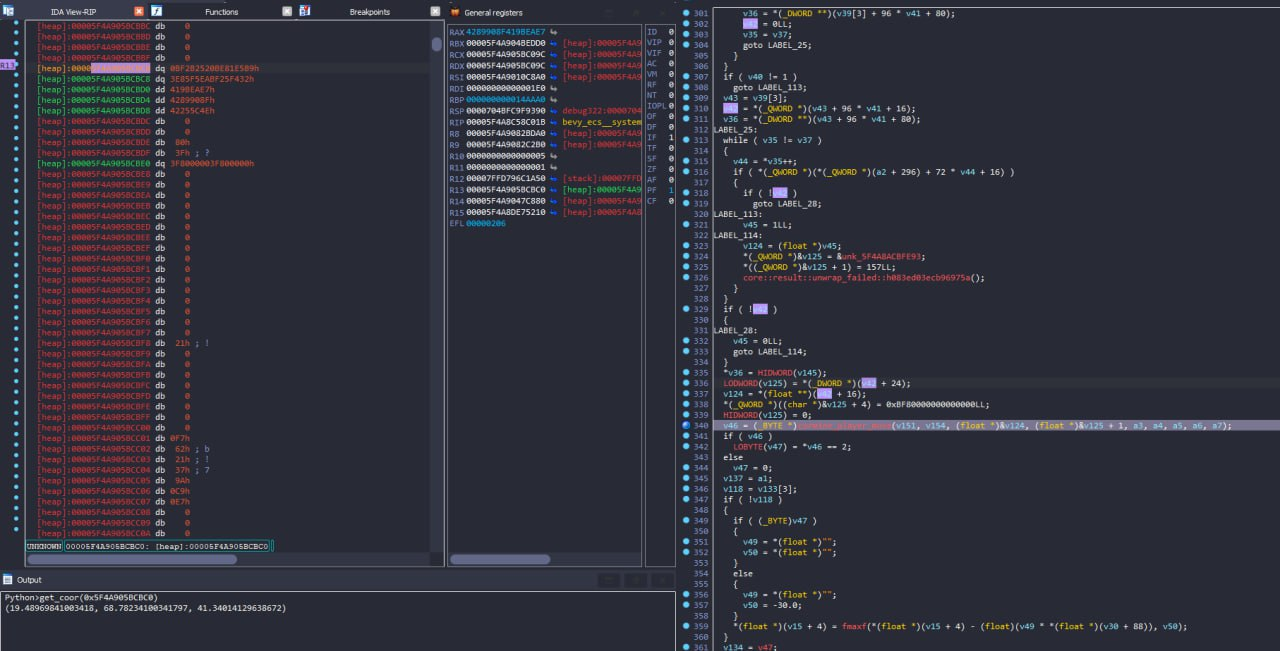 IDA View-RIP
Functions
Breakpoints
General registers
[heap]:00005F4A905BCBBC db 0
[heap]:00005F4A905BCBBD db 0
[heap]:00005F4A905BCBBE db 0
[heap]:00005F4A905BCBBF db 0
R13
dq 0BF2B2520BE81E5B9h
[heap]:00005F4A905BCBC8 dq 3E85F5EABF25F432h
[heap]:00005F4A905BCBD0 dd 419BEAE7h
[heap]:00005F4A905BCBD4 dd 4289908Fh
[heap]:00005F4A905BCBD8 dd 42255C4Eh
[heap]:00005F4A905BCBDC db 0
[heap]:00005F4A905BCBDD db 0
[heap]:00005F4A905BCBDE db 80h
[heap]:00005F4A905BCBDF db 3Fh ; ?
[heap]:00005F4A905BCBE0 dq 3F8000003F800000h
[heap]:00005F4A905BCBE8 db 0
[heap]:00005F4A905BCBE9 db 0
[heap]:00005F4A905BCBEA db 0
[heap]:00005F4A905BCBEB db 0
[heap]:00005F4A905BCBEC db 0
[heap]:00005F4A905BCBED db 0
[heap]:00005F4A905BCBEE db 0
[heap]:00005F4A905BCBEF db 0
[heap]:00005F4A905BCBF0 db 0
[heap]:00005F4A905BCBF1 db 0
[heap]:00005F4A905BCBF2 db 0
[heap]:00005F4A905BCBF3 db 0
[heap]:00005F4A905BCBF4 db 0
[heap]:00005F4A905BCBF5 db 0
[heap]:00005F4A905BCBF6 db 0
[heap]:00005F4A905BCBF7 db 0
[heap]:00005F4A905BCBF8 db 21h ; !
[heap]:00005F4A905BCBF9 db 0
[heap]:00005F4A905BCBFA db 0
[heap]:00005F4A905BCBFB db 0
[heap]:00005F4A905BCBFC db 0
[heap]:00005F4A905BCBFD db 0
[heap]:00005F4A905BCBFE db 0
[heap]:00005F4A905BCBFF db 0
[heap]:00005F4A905BCC00 db 0
[heap]:00005F4A905BCC01 db 0F7h
[heap]:00005F4A905BCC02 db 62h ; b
[heap]:00005F4A905BCC03 db 21h ; !
[heap]:00005F4A905BCC04 db 37h ; 7
[heap]:00005F4A905BCC05 db 9Ah
[heap]:00005F4A905BCC06 db 0C9h
[heap]:00005F4A905BCC07 db 0E7h
[heap]:00005F4A905BCC08 db 0
[heap]:00005F4A905BCC09 db 0
[heap]:00005F4A905BCC0A db 0
UNKNOWN 00005F4A905BCBC0: [heap]:00005F4A905BCBC0
RAX 4289908F419BEAE7
RBX 00005F4A904BEDD0 [heap]:00005F4A9
RCX 00005F4A905BC09C [heap]:00005F4A9
RDX 00005F4A905BC09C [heap]:00005F4A9
RSI 00005F4A9010C8A0 [heap]:00005F4A9
RDI 00000000000001E0
RBP 000000000014AAA0
RSP 0000704BFC9F9390 debug322:0000704
RIP 00005F4A8C58C01B bevy_ecs__system
R8 00005F4A9082BDA0 [heap]:00005F4A9
R9 00005F4A9082C2B0 [heap]:00005F4A9
R10 0000000000000005
R11 0000000000000001
R12 00007FFD796C1A50 [stack]:00007FFD
R13 00005F4A905BCBC0 [heap]:00005F4A9
R14 00005F4A9047C880 [heap]:00005F4A9
R15 00005F4A8DE75210 [heap]:00005F4A8
EFL 00000206
ID 0
VIP 0
VIF 0
AC 0
VM 0
RF 0
NT 0
IOPL 0
OF 0
DF 0
IF 1
TF 0
SF 0
ZF 0
AF 0
PF 1
CF 0
301 v36 = *(_DWORD **)(v39[3] + 96 * v41 + 80);
302 v42 = 0LL;
303 v35 = v37;
304 goto LABEL_25;
305 }
306 }
307 if ( v40 != 1 )
308 goto LABEL_113;
309 v43 = v39[3];
310 v42 = *(_QWORD *)(v43 + 96 * v41 + 16);
311 v36 = *(_DWORD **)(v43 + 96 * v41 + 80);
312 LABEL_25:
313 while ( v35 != v37 )
314 {
315 v44 = *v35++;
316 if ( *(_QWORD *)(*(_QWORD *)(a2 + 296) + 72 * v44 + 16) )
317 {
318 if ( !v42 )
319 goto LABEL_28;
320 LABEL_113:
321 v45 = 1LL;
322 LABEL_114:
323 v124 = (float *)v45;
324 *(_QWORD *)&v125 = &unk_5F4A8ACBFE93;
325 *((_QWORD *)&v125 + 1) = 157LL;
326 core::result::unwrap_failed::h083ed03ecb96975a();
327 }
328 }
329 if ( !v42 )
330 {
331 LABEL_28:
332 v45 = 0LL;
333 goto LABEL_114;
334 }
335 *v36 = HIDWORD(v145);
336 LODWORD(v125) = *(_DWORD *)(v42 + 24);
337 v124 = *(float **)(v42 + 16);
338 *(_QWORD *)((char *)&v125 + 4) = 0xBF80000000000000LL;
339 HIDWORD(v125) = 0;
340 v46 = (_BYTE *) (v151, v154, (float *)&v124, (float *)&v125 + 1, a3, a4, a5, a6, a7);
341 if ( v46 )
342 LOBYTE(v47) = *v46 == 2;
343 else
344 v47 = 0;
345 v137 = a1;
346 v118 = v133[3];
347 if ( !v118 )
348 {
349 if ( (_BYTE)v47 )
350 {
351 v49 = *(float *)"";
352 v50 = *(float *)"";
353 }
354 else
355 {
356 v49 = *(float *)"";
357 v50 = -30.0;
358 }
359 *(float *)(v15 + 4) = fmaxf(*(float *)(v15 + 4) - (float)(v49 * *(float *)(v30 + 88)), v50);
360 }
361 v134 = v47;
Output
Python>get_coor(0x5F4A905BCBC0)
(19.48969841003418, 68.78234100341797, 41.34014129638672)